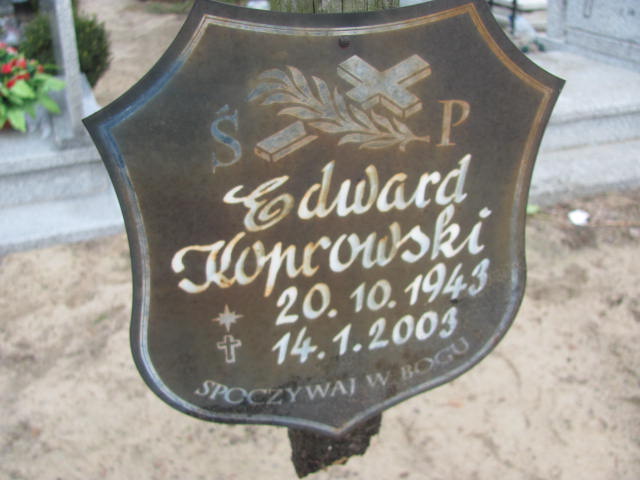 Ś P
Edward
Koprowski
20.10.1943
14.1.2003
SPOCZYWAJ W BOGU